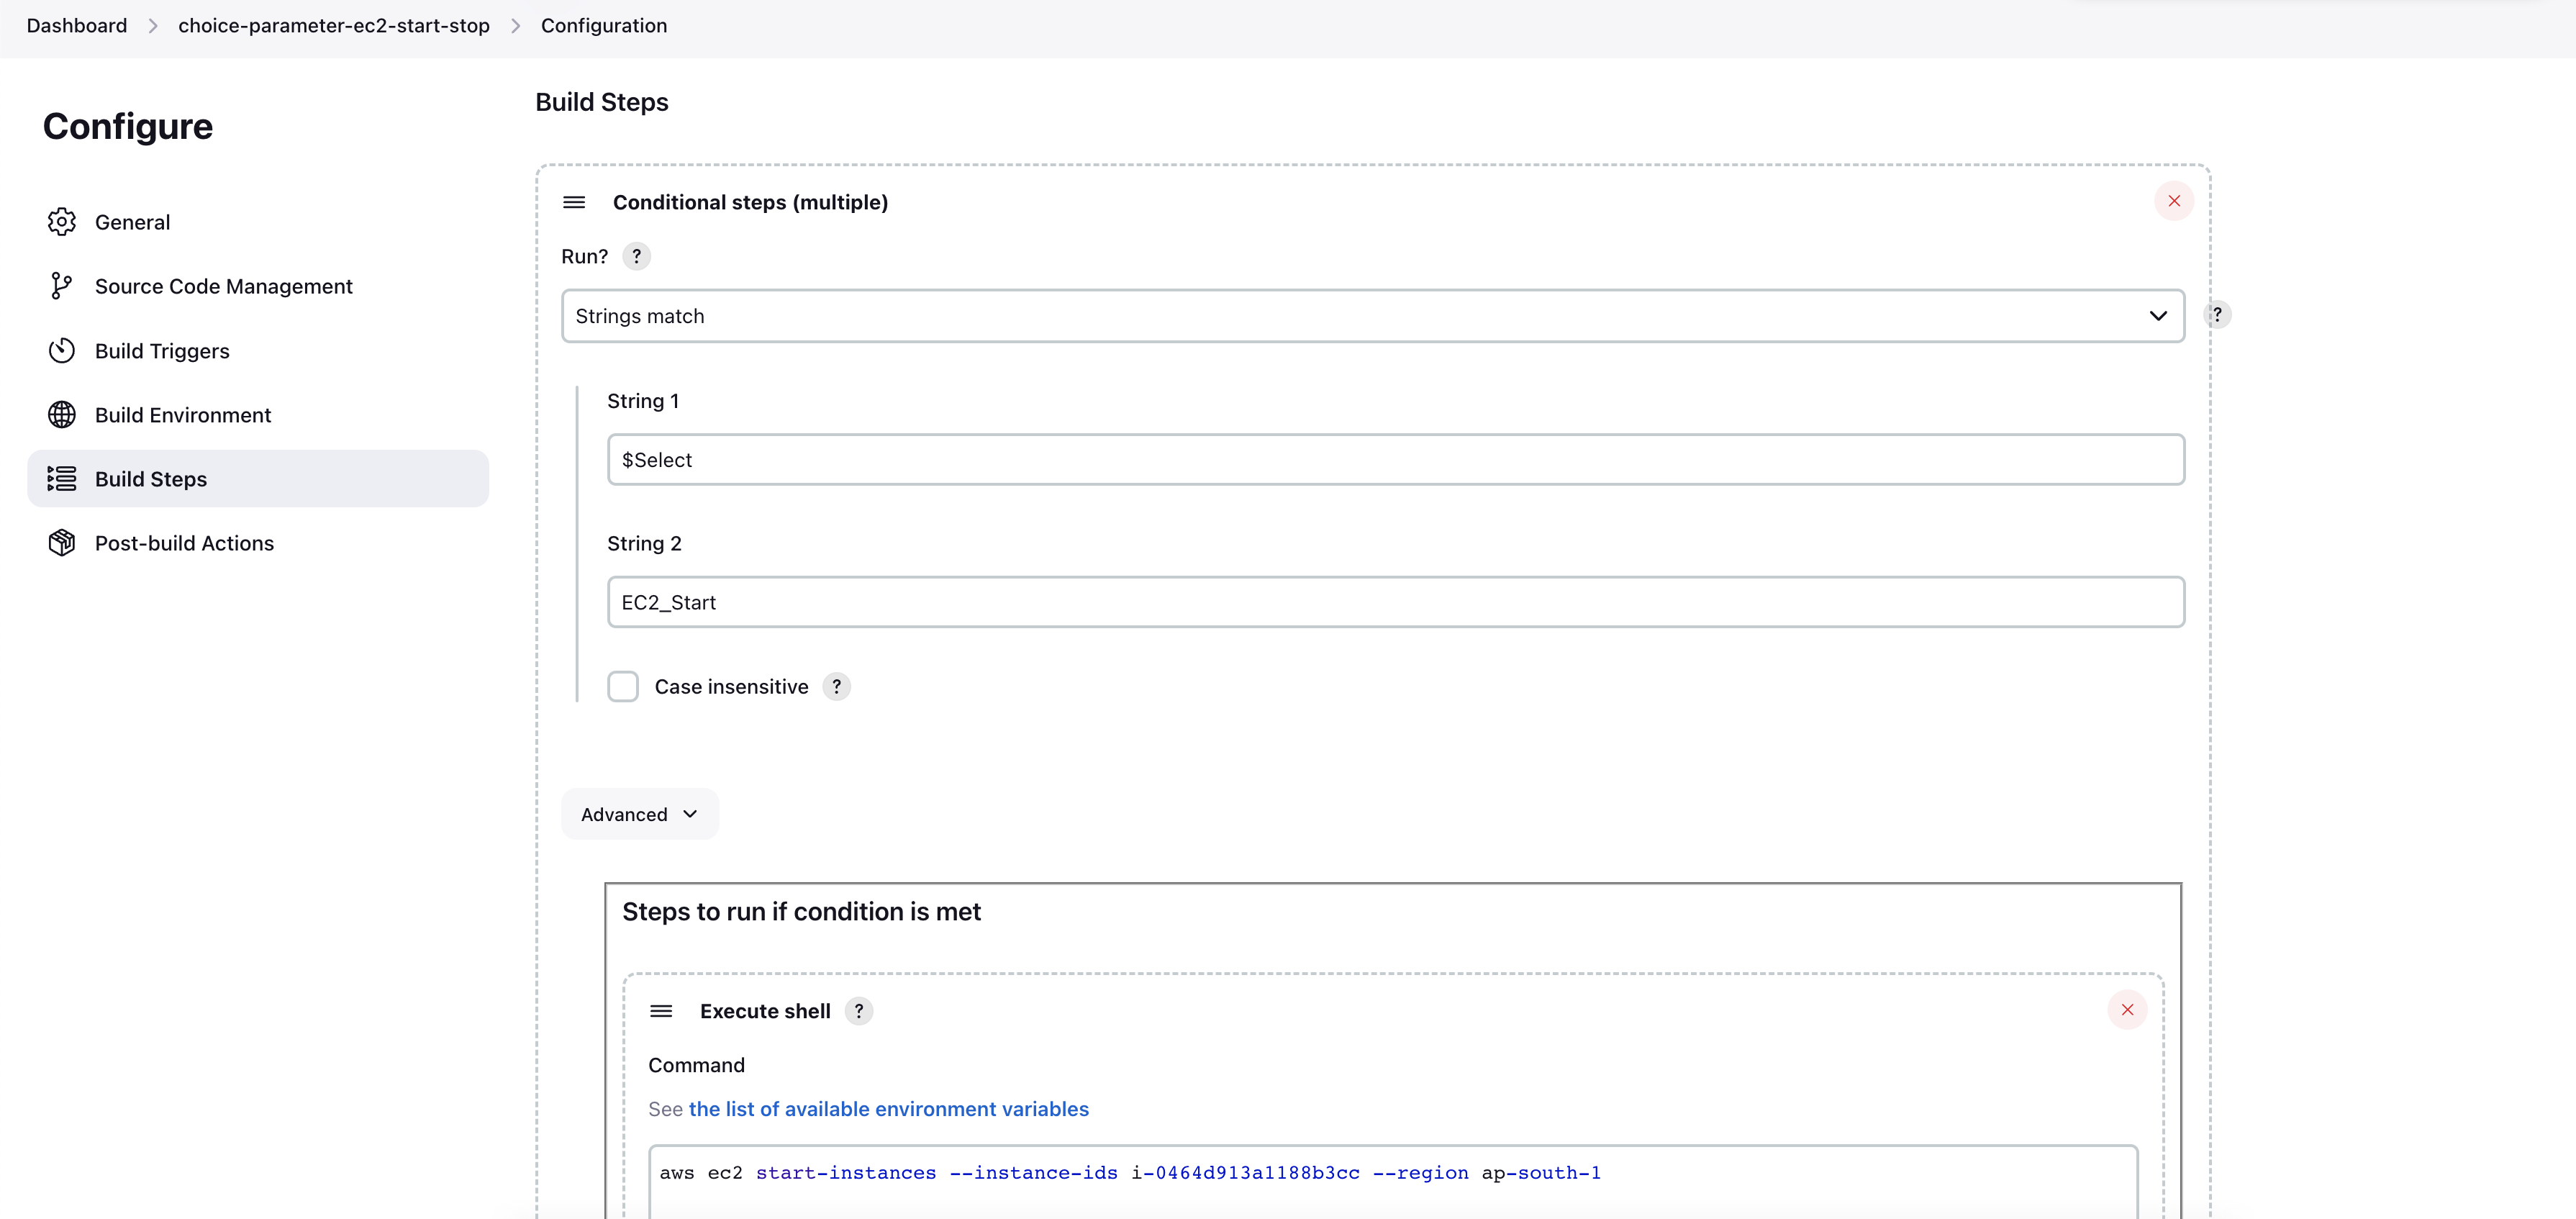 Dashboard > choice-parameter-ec2-start-stop > Configuration
Configure
General
Source Code Management
Build Triggers
Build Environment
Build Steps
Post-build Actions
Build Steps
Conditional steps (multiple)
Run? ?
Strings match
?
String 1
$Select
String 2
EC2_Start
Case insensitive ?
Advanced
Steps to run if condition is met
Execute shell ?
Command
See the list of available environment variables
aws ec2 start-instances --instance-ids i-0464d913a1188b3cc --region ap-south-1